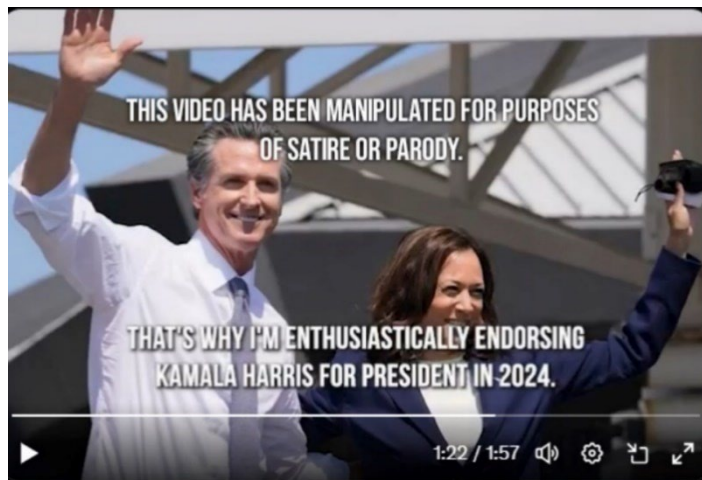 THIS VIDEO HAS BEEN MANIPULATED FOR PURPOSES
OF SATIRE OR PARODY.
THAT'S WHY I'M ENTHUSIASTICALLY ENDORSING
KAMALA HARRIS FOR PRESIDENT IN 2024.
1:22 / 1:57